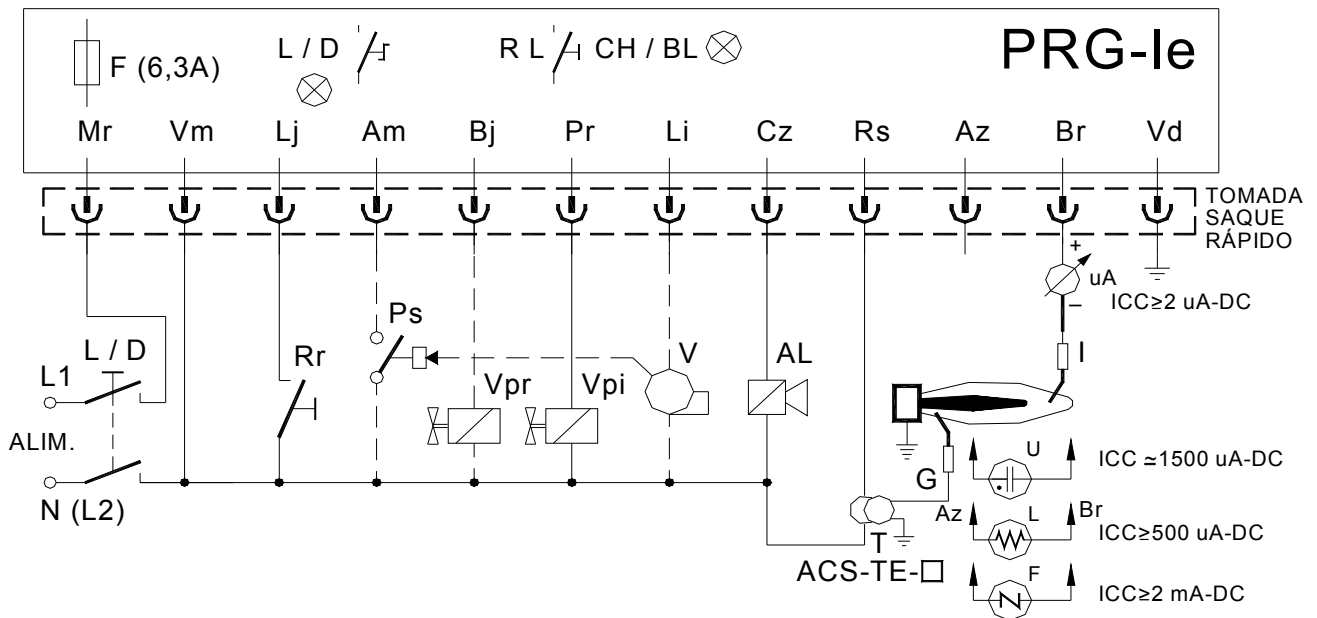 F (6,3A)
L / D
R L
CH / BL
PRG-Ie
Mr Vm Lj Am Bj Pr Li Cz Rs Az Br Vd
TOMADA
SAQUE
RÁPIDO
+
uA
–
ICC≥2 uA-DC
L / D
L1
ALIM.
N (L2)
Rr
Ps
Vpr
Vpi
V
AL
I
G
T
ACS-TE-□
U
ICC ≃1500 uA-DC
Az
L
Br
ICC≥500 uA-DC
F
ICC≥2 mA-DC